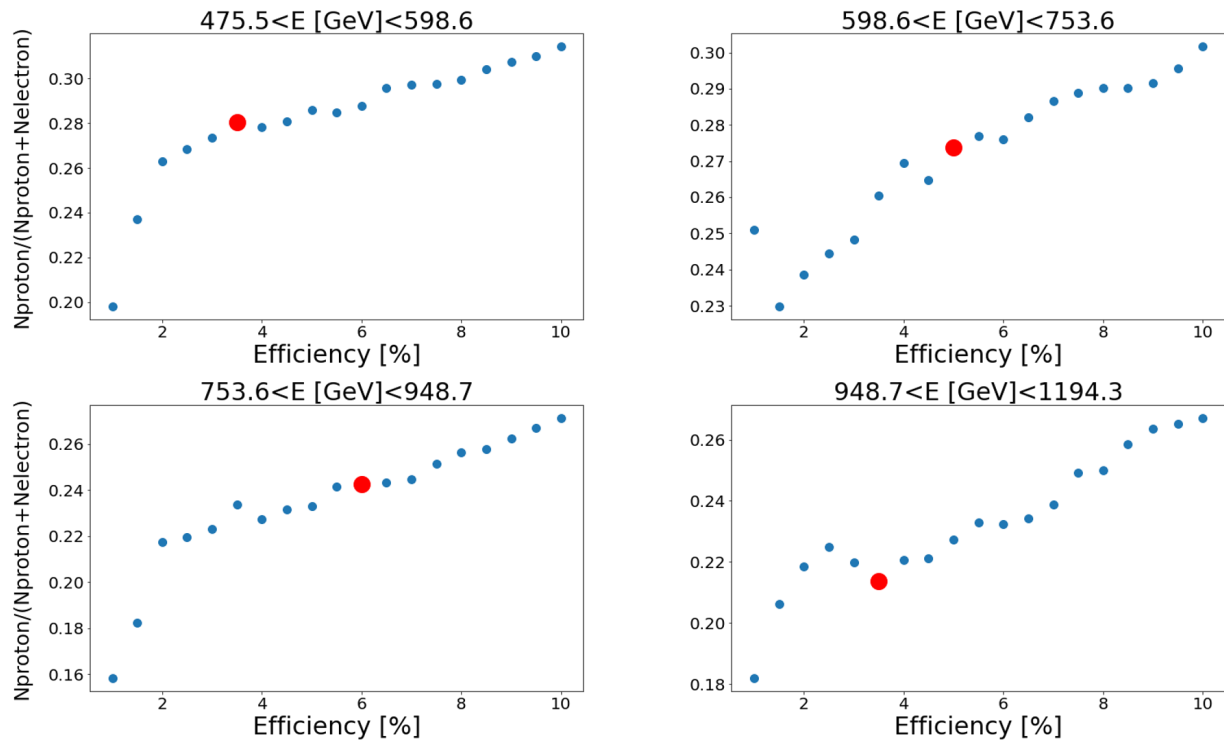 475.5<E [GeV]<598.6
Nproton/(Nproton+Nelectron)
0.30
0.28
0.26
0.24
0.22
0.20
2 4 6 8 10
Efficiency [%]
598.6<E [GeV]<753.6
0.30
0.29
0.28
0.27
0.26
0.25
0.24
0.23
2 4 6 8 10
Efficiency [%]
753.6<E [GeV]<948.7
Nproton/(Nproton+Nelectron)
0.26
0.24
0.22
0.20
0.18
0.16
2 4 6 8 10
Efficiency [%]
948.7<E [GeV]<1194.3
0.26
0.24
0.22
0.20
0.18
2 4 6 8 10
Efficiency [%]